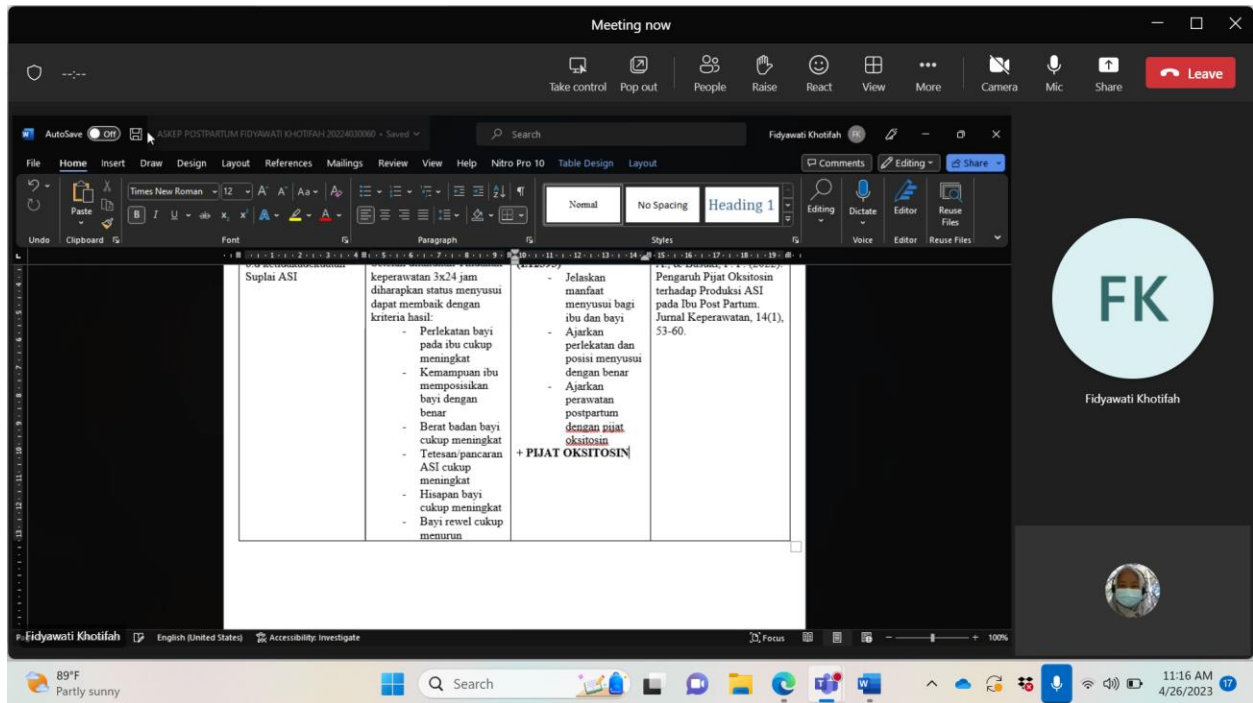 Meeting now
--:--
Take control
Pop out
People
Raise
React
View
More
Camera
Mic
Share
Leave
AutoSave Off
ASKEP POSTPARTUM FIDYAWATI KHOTIFAH 20224030060 - Saved
Search
Fidyawati Khotifah FK
File Home Insert Draw Design Layout References Mailings Review View Help Nitro Pro 10 Table Design Layout
Comments
Editing
Share
Paste
Times New Roman 12
Normal
No Spacing
Heading 1
Editing
Dictate
Editor
Reuse Files
Undo
Clipboard
Font
Paragraph
Styles
Voice
Editor
Reuse Files
Suplai ASI
keperawatan 3x24 jam
diharapkan status menyusui
dapat membaik dengan
kriteria hasil:
- Perlekatan bayi
pada ibu cukup
meningkat
- Kemampuan ibu
memposisikan
bayi dengan
benar
- Berat badan bayi
cukup meningkat
- Tetesan/pancaran
ASI cukup
meningkat
- Hisapan bayi
cukup meningkat
- Bayi rewel cukup
menurun
- Jelaskan
manfaat
menyusui bagi
ibu dan bayi
- Ajarkan
perlekatan dan
posisi menyusui
dengan benar
- Ajarkan
perawatan
postpartum
dengan pijat
oksitosin
+ PIJAT OKSITOSIN
Pengaruh Pijat Oksitosin
terhadap Produksi ASI
pada Ibu Post Partum.
Jurnal Keperawatan, 14(1),
53-60.
FK
Fidyawati Khotifah
Fidyawati Khotifah
English (United States)
Accessibility: Investigate
Focus
100%
89°F
Partly sunny
Search
11:16 AM
4/26/2023
17